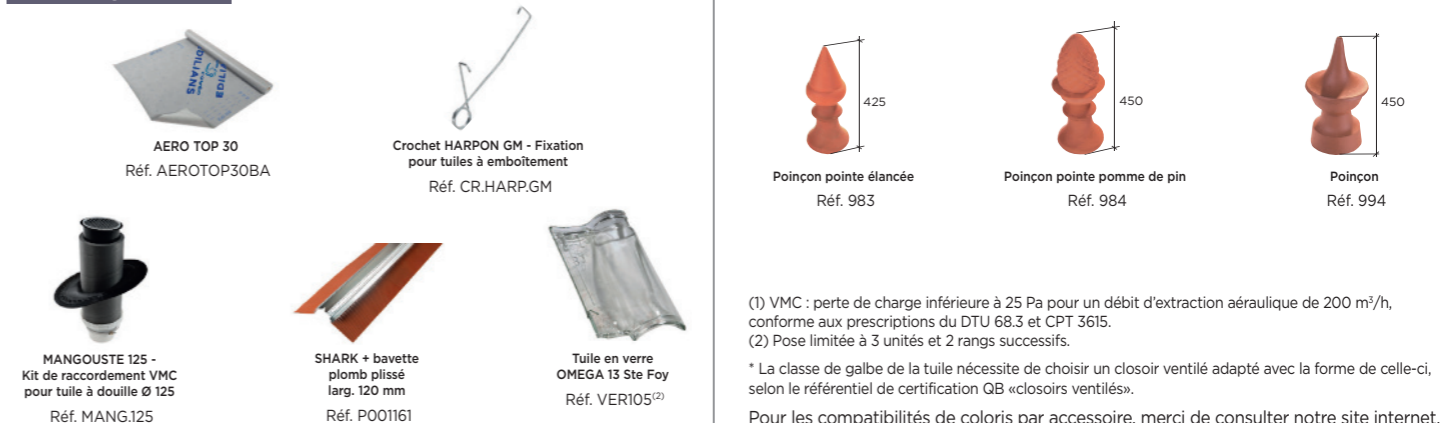 EDILIANS
AERO TOP 30
Réf. AEROTOP30BA
Crochet HARPON GM - Fixation
pour tuiles à emboîtement
Réf. CR.HARP.GM
MANGOUSTE 125 -
Kit de raccordement VMC
pour tuile à douille Ø 125
Réf. MANG.125
SHARK + bavette
plomb plissé
larg. 120 mm
Réf. P001161
Tuile en verre
OMEGA 13 Ste Foy
Réf. VER105(2)
425
Poinçon pointe élancée
Réf. 983
450
Poinçon pointe pomme de pin
Réf. 984
450
Poinçon
Réf. 994
(1) VMC : perte de charge inférieure à 25 Pa pour un débit d’extraction aéraulique de 200 m³/h,
conforme aux prescriptions du DTU 68.3 et CPT 3615.
(2) Pose limitée à 3 unités et 2 rangs successifs.
* La classe de galbe de la tuile nécessite de choisir un closoir ventilé adapté avec la forme de celle-ci,
selon le référentiel de certification QB «closoirs ventilés».
Pour les compatibilités de coloris par accessoire, merci de consulter notre site internet.